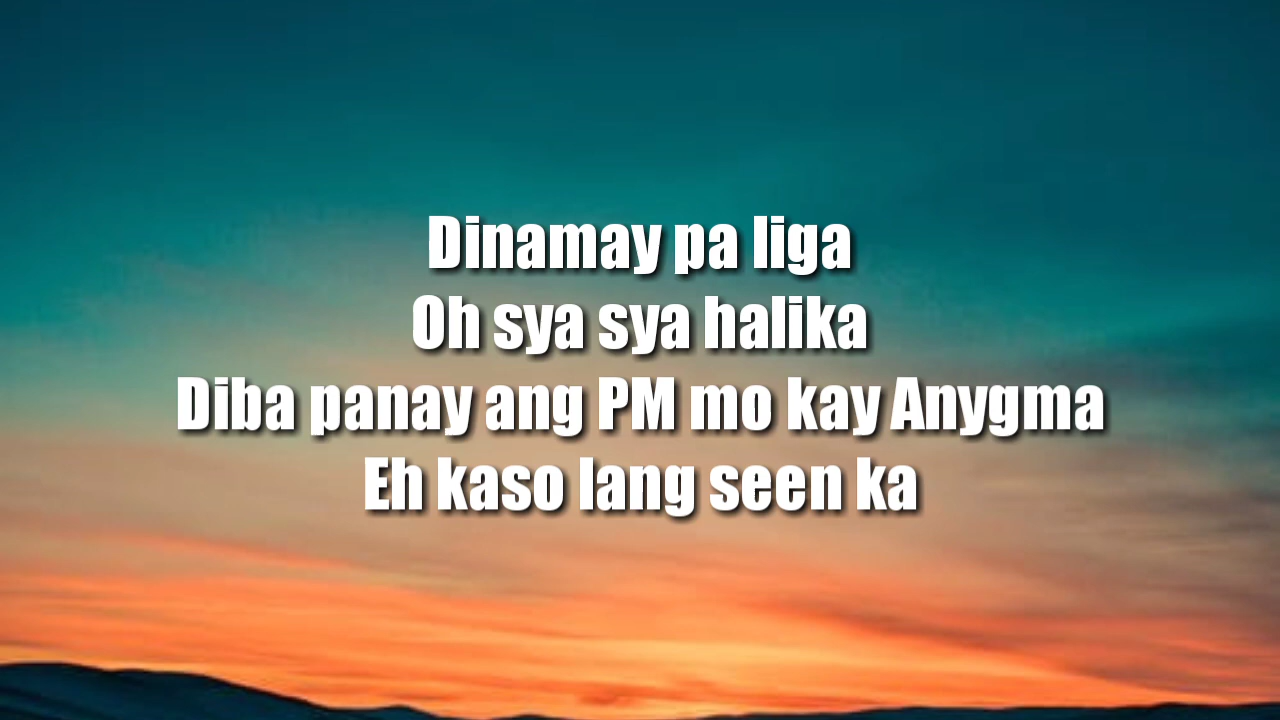 Dinamay pa liga
Oh sya sya halika
Diba panay ang PM mo kay Anygma
Eh kaso lang seen ka